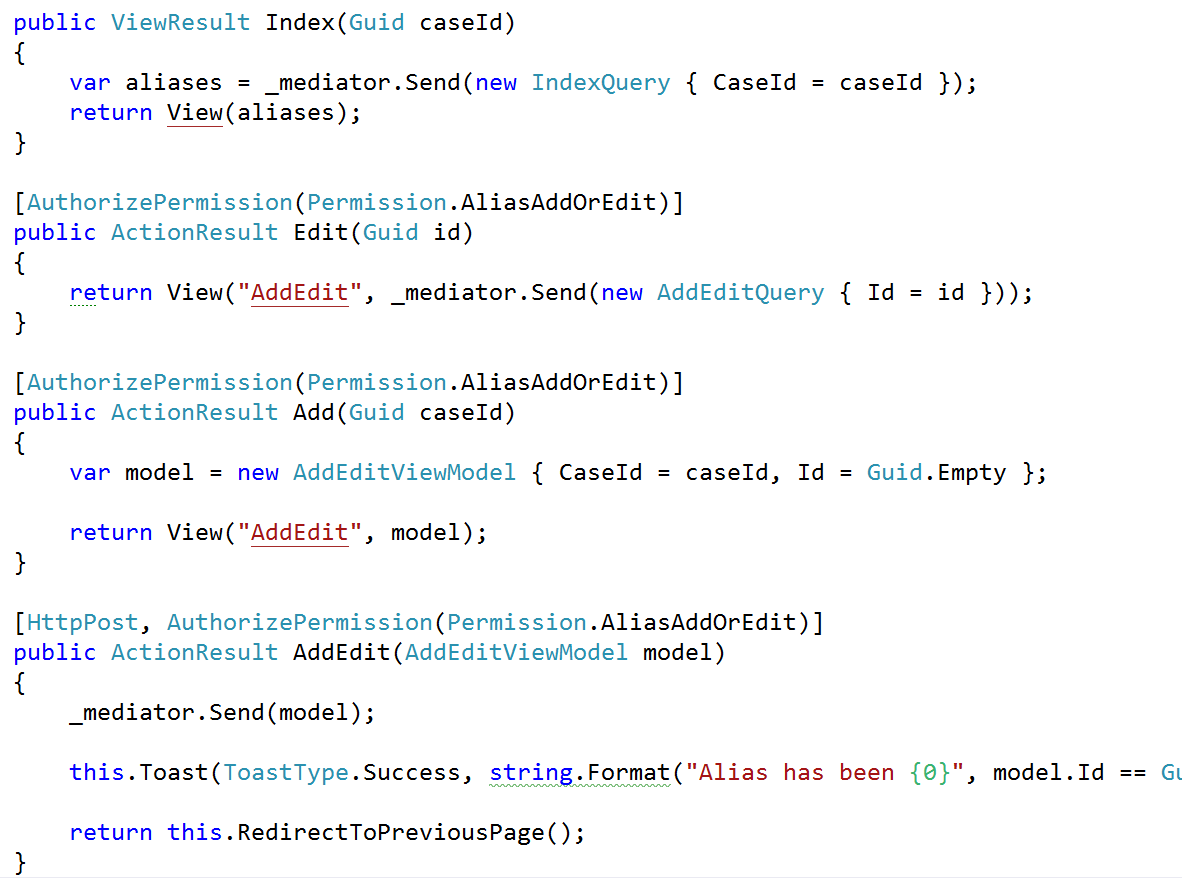 public ViewResult Index(Guid caseId)
{
    var aliases = _mediator.Send(new IndexQuery { CaseId = caseId });
    return View(aliases);
}

[AuthorizePermission(Permission.AliasAddOrEdit)]
public ActionResult Edit(Guid id)
{
    return View("AddEdit", _mediator.Send(new AddEditQuery { Id = id }));
}

[AuthorizePermission(Permission.AliasAddOrEdit)]
public ActionResult Add(Guid caseId)
{
    var model = new AddEditViewModel { CaseId = caseId, Id = Guid.Empty };

    return View("AddEdit", model);
}

[HttpPost, AuthorizePermission(Permission.AliasAddOrEdit)]
public ActionResult AddEdit(AddEditViewModel model)
{
    _mediator.Send(model);

    this.Toast(ToastType.Success, string.Format("Alias has been {0}", model.Id == Gu

    return this.RedirectToPreviousPage();
}